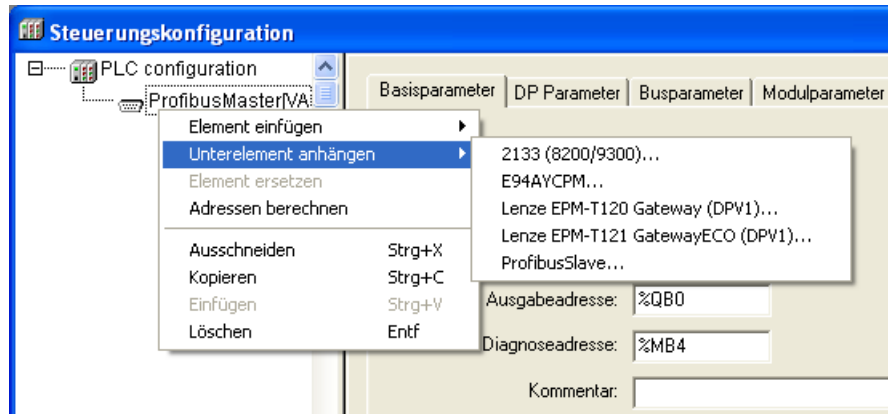 Steuerungskonfiguration
PLC configuration
ProfibusMaster[VA
Basisparameter
DP Parameter
Busparameter
Modulparameter
Element einfügen
Unterelement anhängen
Element ersetzen
Adressen berechnen
Ausschneiden Strg+X
Kopieren Strg+C
Einfügen Strg+V
Löschen Entf
2133 (8200/9300)...
E94AYCPM...
Lenze EPM-T120 Gateway (DPV1)...
Lenze EPM-T121 GatewayECO (DPV1)...
ProfibusSlave...
Ausgabeadresse: %QB0
Diagnoseadresse: %MB4
Kommentar: